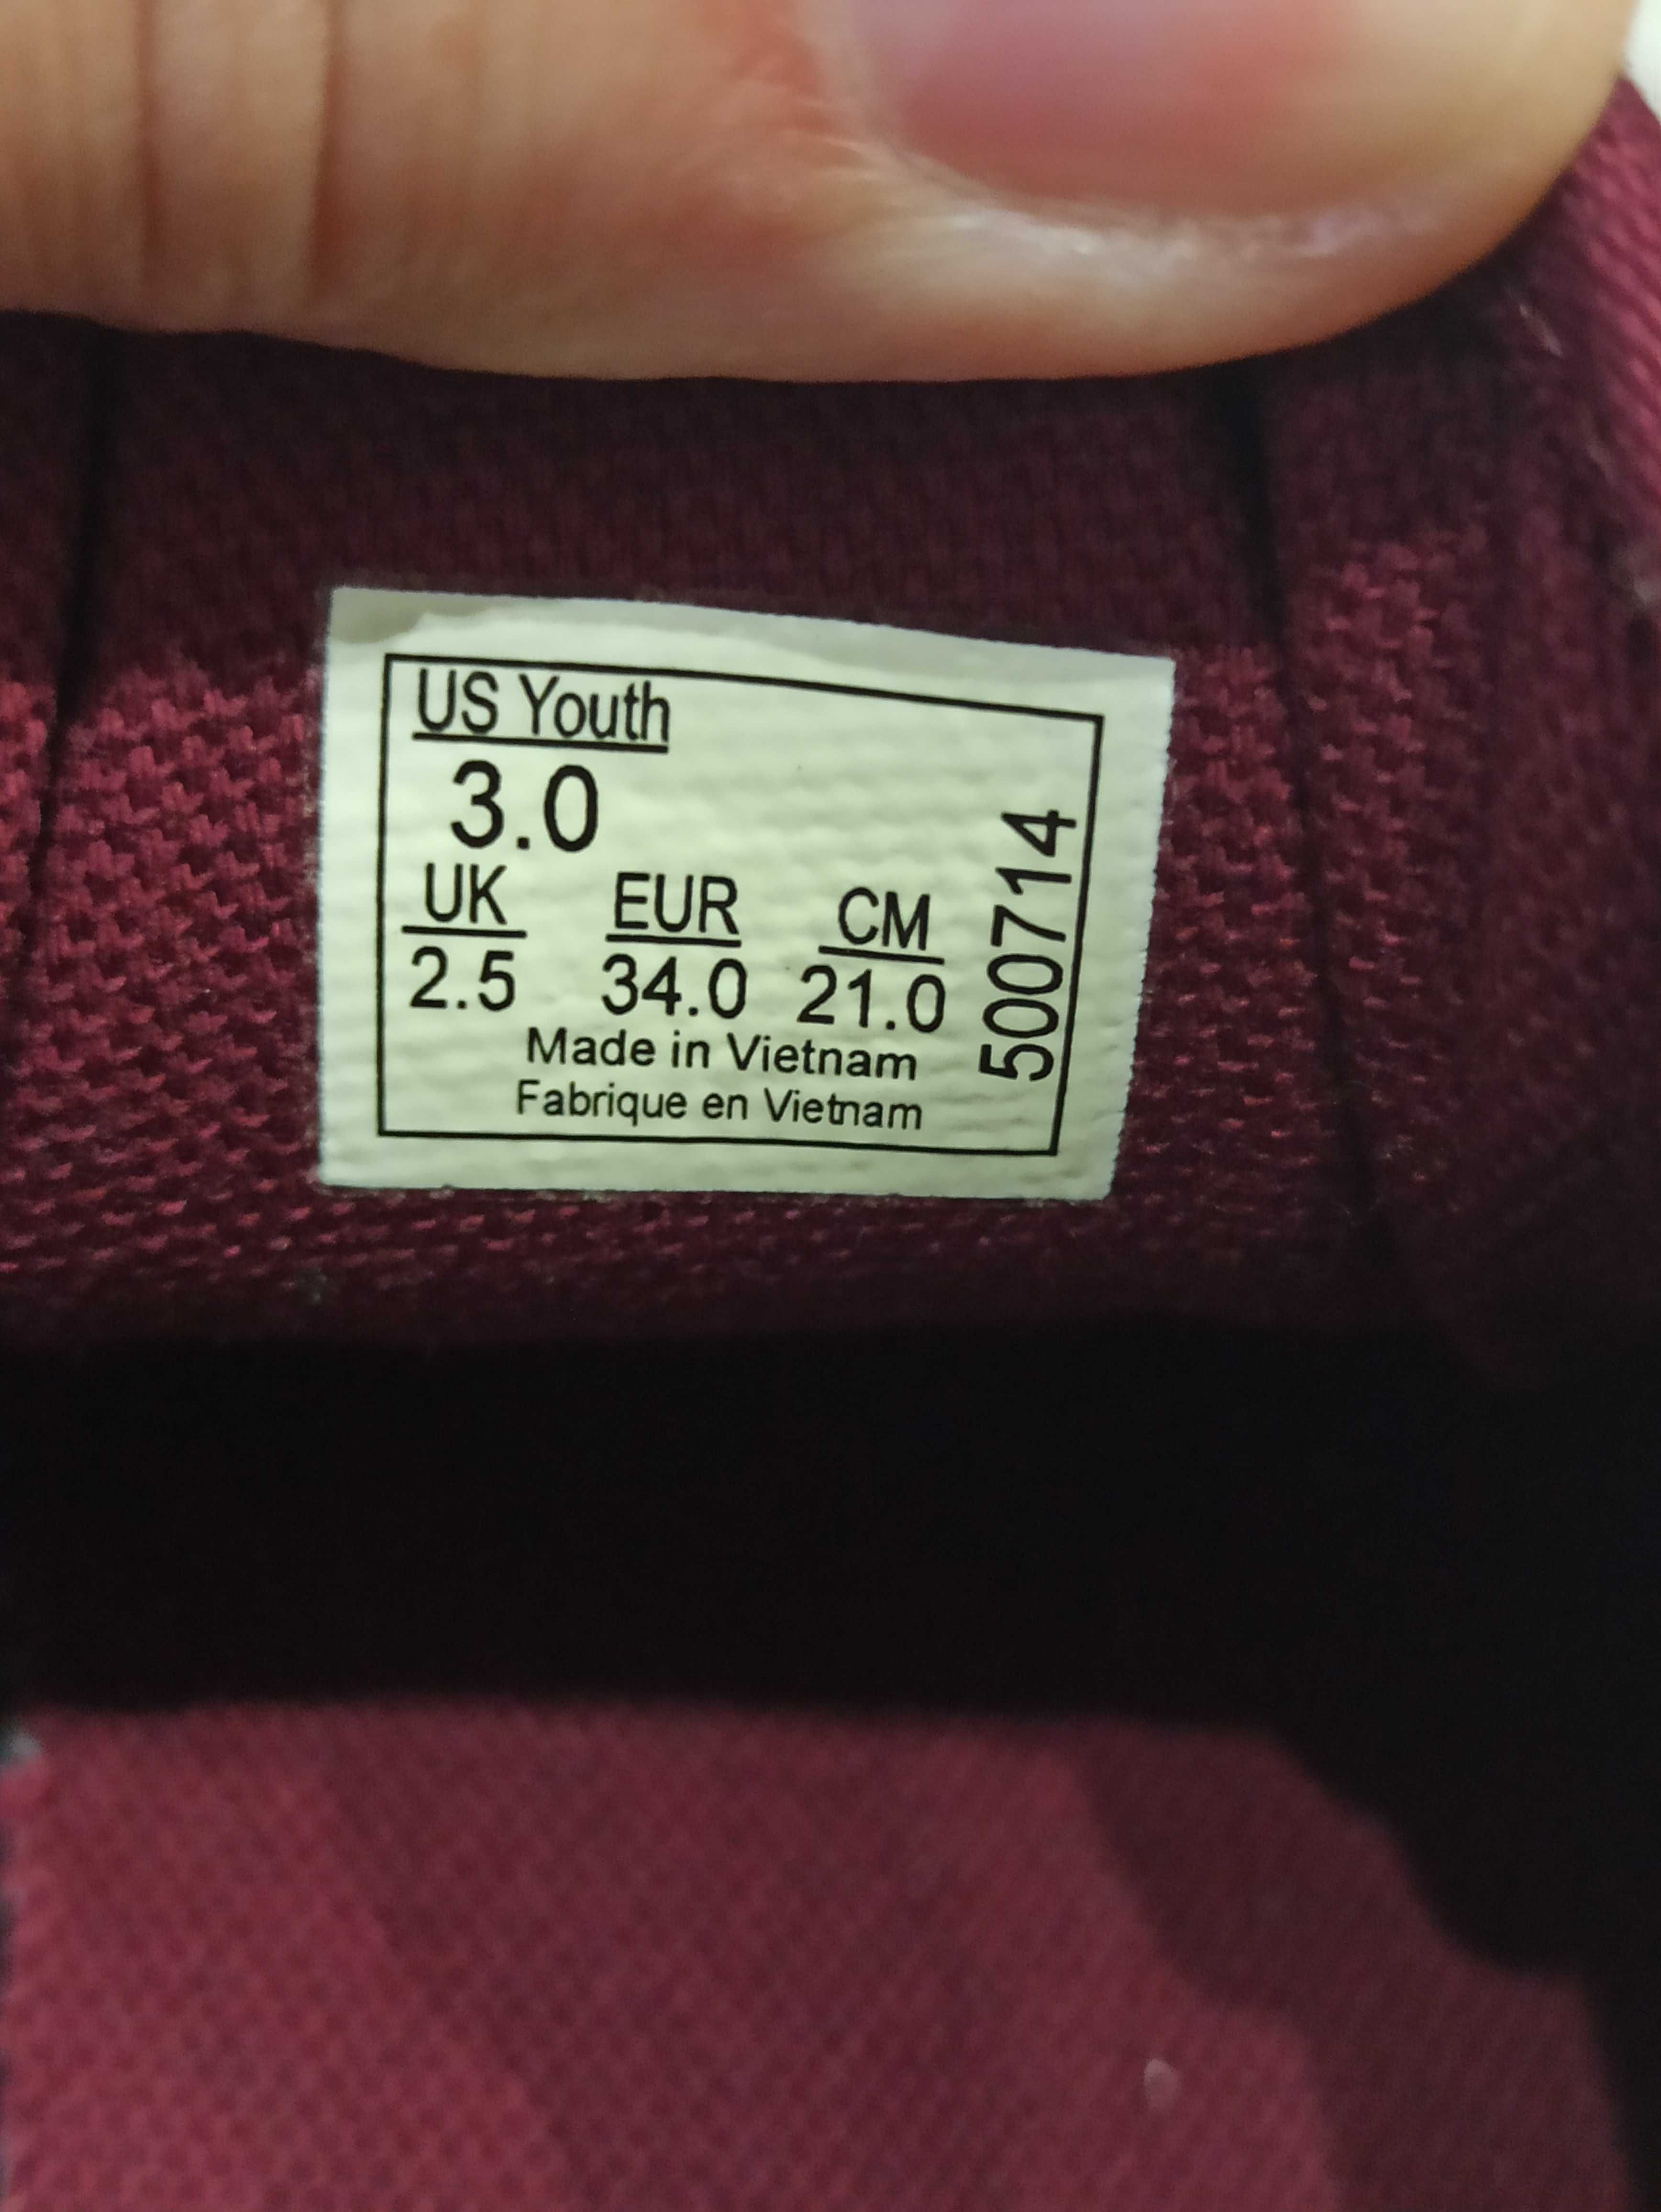 US Youth
3.0
UK EUR CM
2.5 34.0 21.0
Made in Vietnam
Fabrique en Vietnam
500714